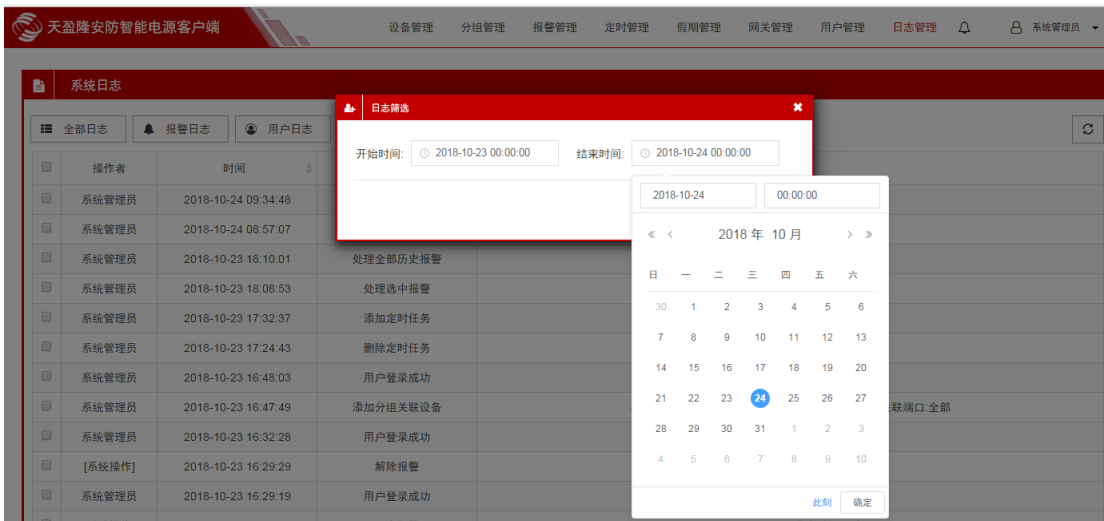 天盈隆安防智能电源客户端 设备管理 分组管理 报警管理 定时管理 假期管理 网关管理 用户管理 日志管理 系统管理员
系统日志
日志筛选
全部日志 报警日志 用户日志
开始时间: 2018-10-23 00:00:00 结束时间: 2018-10-24 00:00:00
操作者 时间
2018-10-24 00:00:00
系统管理员 2018-10-24 09:34:48
系统管理员 2018-10-24 08:57:07
« < 2018 年 10 月 > »
系统管理员 2018-10-23 18:10:01 处理全部历史报警
日 一 二 三 四 五 六
系统管理员 2018-10-23 18:08:53 处理选中报警
30 1 2 3 4 5 6
系统管理员 2018-10-23 17:32:37 添加定时任务
7 8 9 10 11 12 13
系统管理员 2018-10-23 17:24:43 删除定时任务
14 15 16 17 18 19 20
系统管理员 2018-10-23 16:48:03 用户登录成功
21 22 23 24 25 26 27
系统管理员 2018-10-23 16:47:49 添加分组关联设备 联端口:全部
28 29 30 31 1 2 3
系统管理员 2018-10-23 16:32:28 用户登录成功
4 5 6 7 8 9 10
[系统操作] 2018-10-23 16:29:29 解除报警
系统管理员 2018-10-23 16:29:19 用户登录成功
此刻 确定